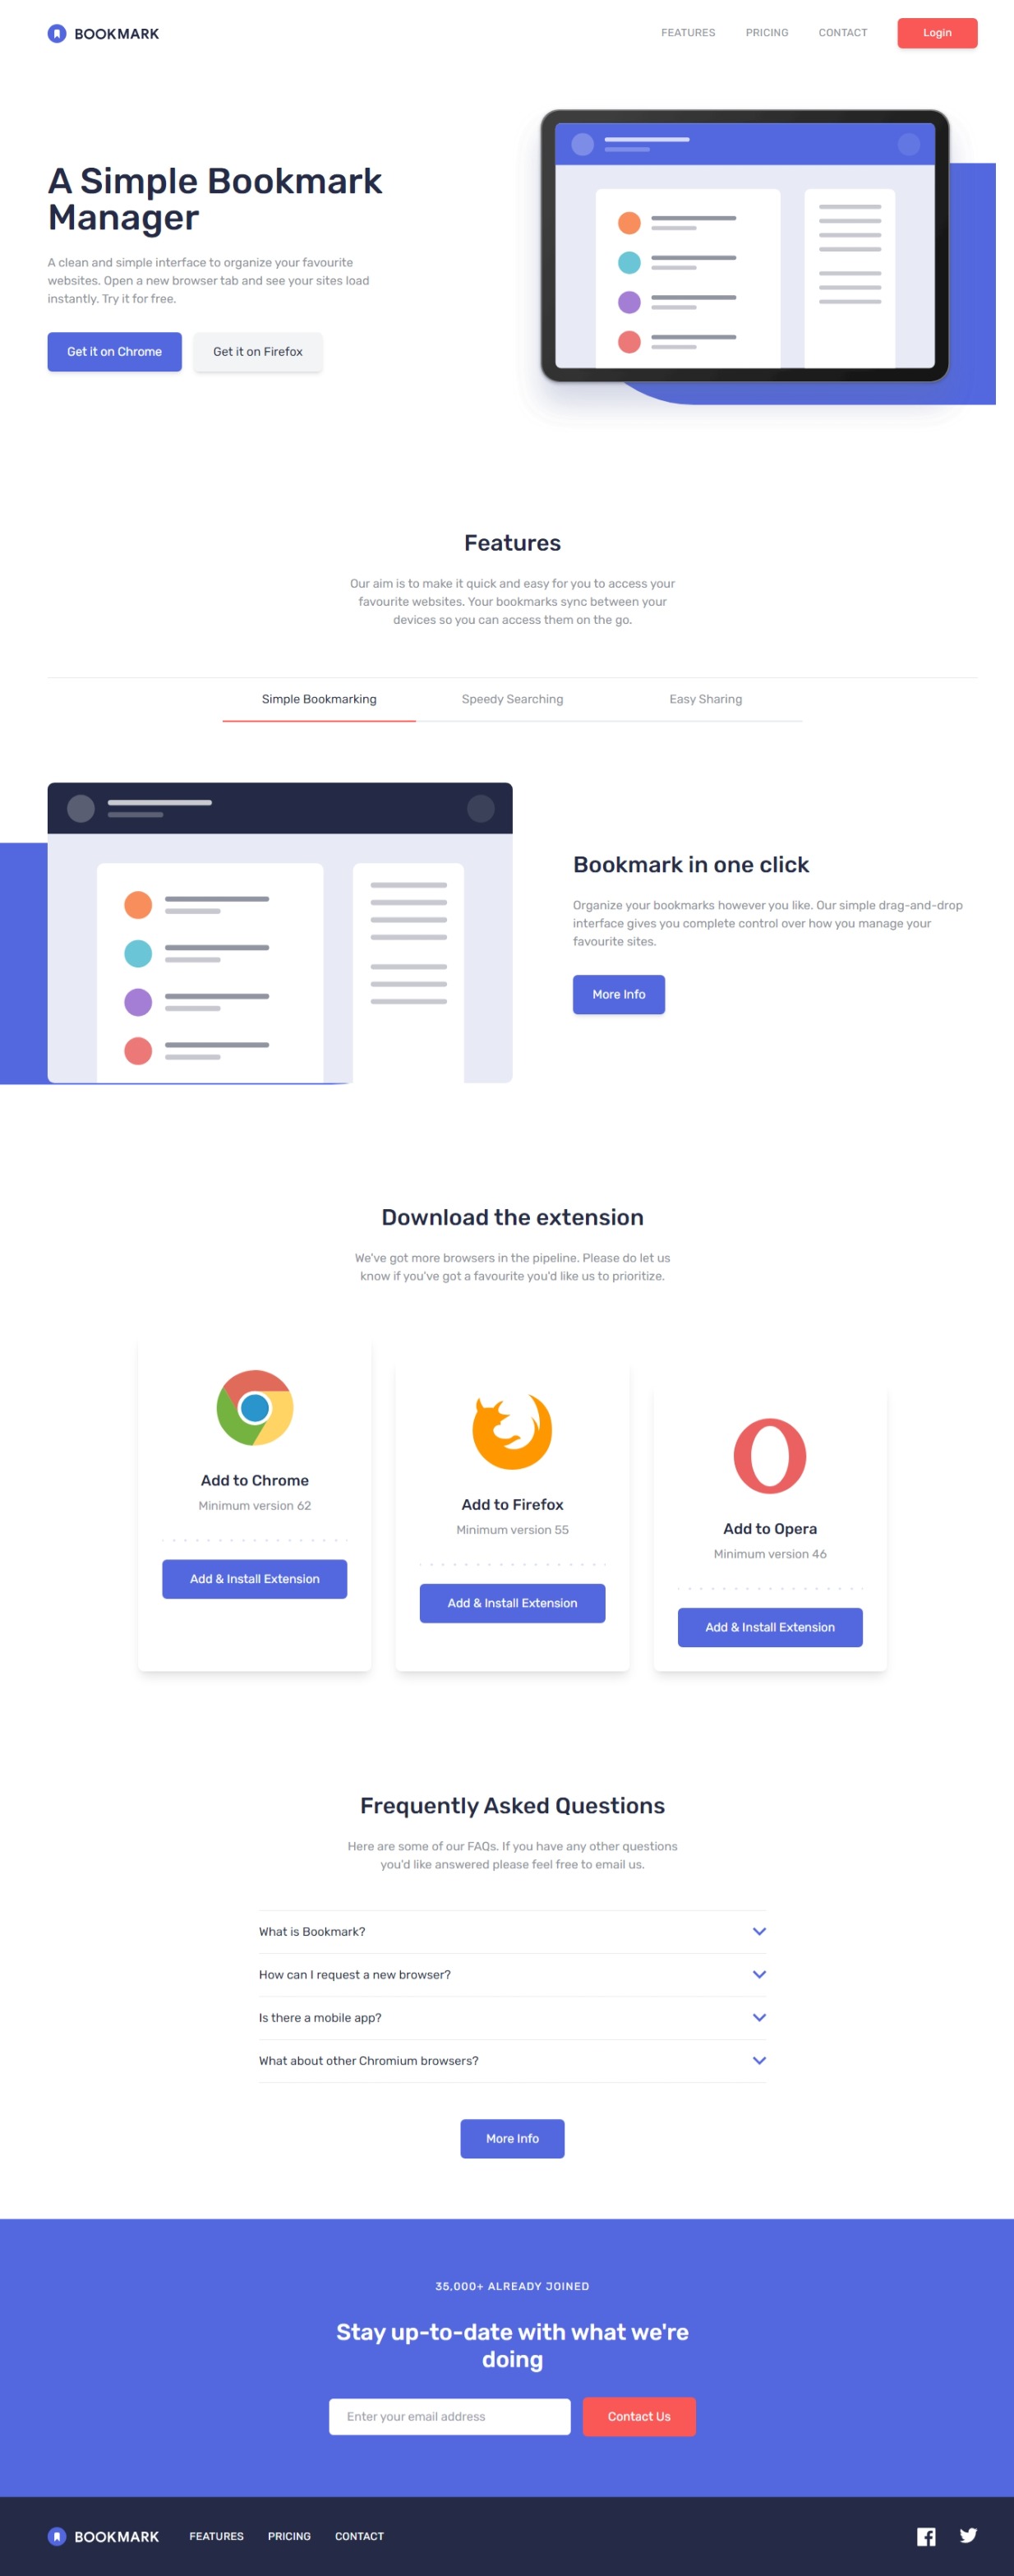 BOOKMARK
FEATURES
PRICING
CONTACT
Login
A Simple Bookmark
Manager
A clean and simple interface to organize your favourite
websites. Open a new browser tab and see your sites load
instantly. Try it for free.
Get it on Chrome
Get it on Firefox
Features
Our aim is to make it quick and easy for you to access your
favourite websites. Your bookmarks sync between your
devices so you can access them on the go.
Simple Bookmarking
Speedy Searching
Easy Sharing
Bookmark in one click
Organize your bookmarks however you like. Our simple drag-and-drop
interface gives you complete control over how you manage your
favourite sites.
More Info
Download the extension
We've got more browsers in the pipeline. Please do let us
know if you've got a favourite you'd like us to prioritize.
Add to Chrome
Minimum version 62
Add & Install Extension
Add to Firefox
Minimum version 55
Add & Install Extension
Add to Opera
Minimum version 46
Add & Install Extension
Frequently Asked Questions
Here are some of our FAQs. If you have any other questions
you'd like answered please feel free to email us.
What is Bookmark?
How can I request a new browser?
Is there a mobile app?
What about other Chromium browsers?
More Info
35,000+ ALREADY JOINED
Stay up-to-date with what we're
doing
Enter your email address
Contact Us
BOOKMARK
FEATURES
PRICING
CONTACT